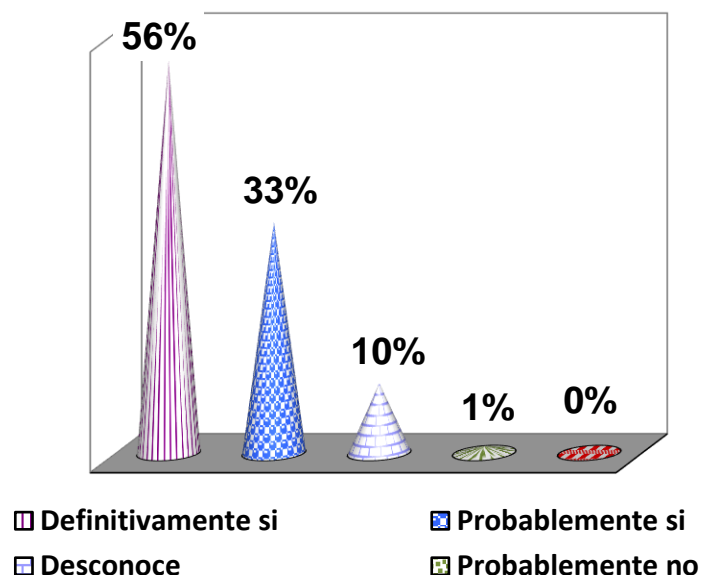 56%
33%
10%
1%
0%
Definitivamente si
Probablemente si
Desconoce
Probablemente no